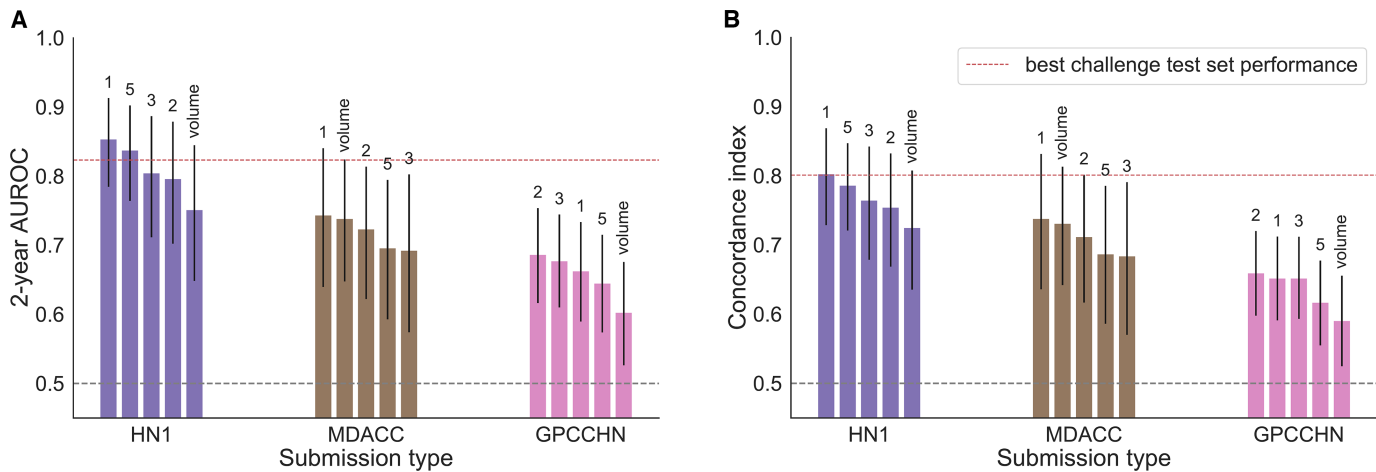 A
2-year AUROC
1.0
0.9
0.8
0.7
0.6
0.5
1 5 3 2 volume
1 volume 2 5 3
2 3 1 5 volume
HN1 MDACC GPCCHN
Submission type
B
Concordance index
1.0
0.9
0.8
0.7
0.6
0.5
best challenge test set performance
1 5 3 2 volume
1 volume 2 5 3
2 1 3 5 volume
HN1 MDACC GPCCHN
Submission type